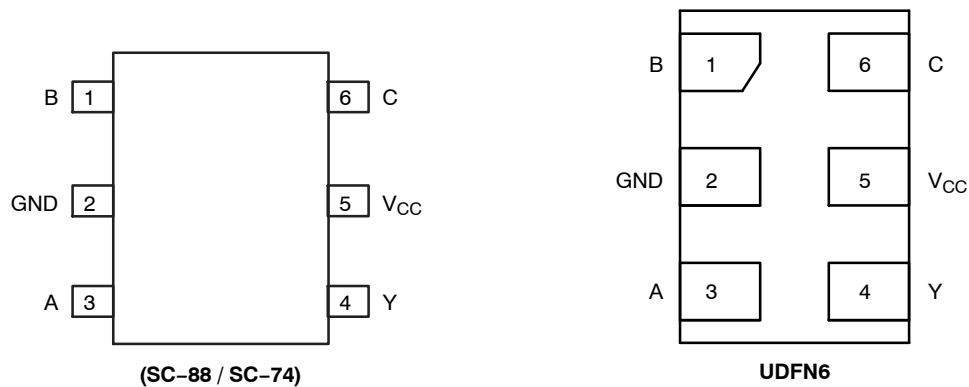 B 1 6 C
GND 2 5 VCC
A 3 4 Y
(SC–88 / SC–74)
B 1 6 C
GND 2 5 VCC
A 3 4 Y
UDFN6